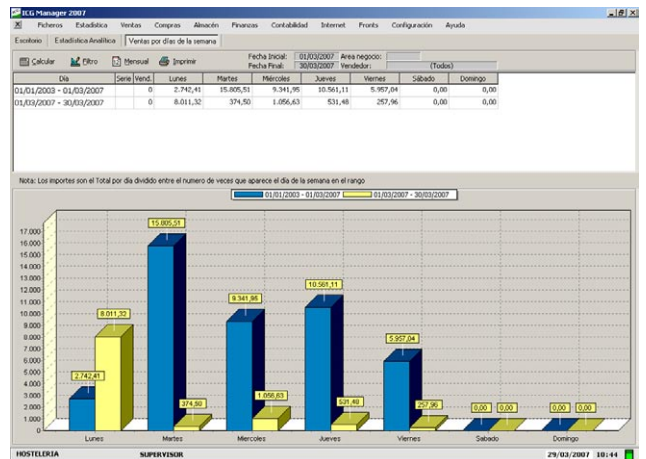 ICG Manager 2007
Ficheros Estadística Ventas Compras Almacén Finanzas Contabilidad Internet Fronts Configuración Ayuda
Escritorio Estadística Analítica Ventas por días de la semana
Calcular Filtro Mensual Imprimir Fecha Inicial: 01/03/2007 Area negocio:
Fecha Final: 30/03/2007 Vendedor: (Todos)
Día Serie Vend. Lunes Martes Miércoles Jueves Viernes Sábado Domingo
01/01/2003 - 01/03/2007 0 2.742,41 15.805,51 9.341,95 10.561,11 5.957,04 0,00 0,00
01/03/2007 - 30/03/2007 0 8.011,32 374,50 1.056,63 531,48 257,96 0,00 0,00
Nota: Los importes son el Total por día dividido entre el numero de veces que aparece el día de la semana en el rango
01/01/2003 - 01/03/2007 01/03/2007 - 30/03/2007
17.000
16.000
15.000
14.000
13.000
12.000
11.000
10.000
9.000
8.000
7.000
6.000
5.000
4.000
3.000
2.000
1.000
0
2.742,41 8.011,32 15.805,51 374,50 9.341,95 1.056,63 10.561,11 531,48 5.957,04 257,96 0,00 0,00 0,00 0,00
Lunes Martes Miercoles Jueves Viernes Sabado Domingo
HOSTELERIA SUPERVISOR 29/03/2007 10:44